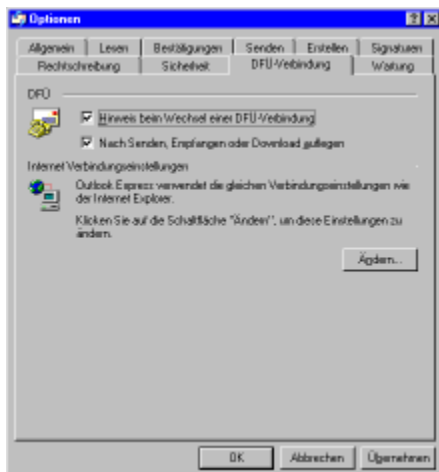 Optionen
Allgemein Lesen Bestätigungen Senden Erstellen Signaturen
Rechtschreibung Sicherheit DFÜ-Verbindung Wartung
DFÜ
Hinweis beim Wechsel einer DFÜ-Verbindung
Nach Senden, Empfangen oder Download auflegen
Internet Verbindungseinstellungen
Outlook Express verwendet die gleichen Verbindungseinstellungen wie
der Internet Explorer.
Klicken Sie auf die Schaltfläche "Ändern", um diese Einstellungen zu
ändern.
Ändern...
OK Abbrechen Übernehmen